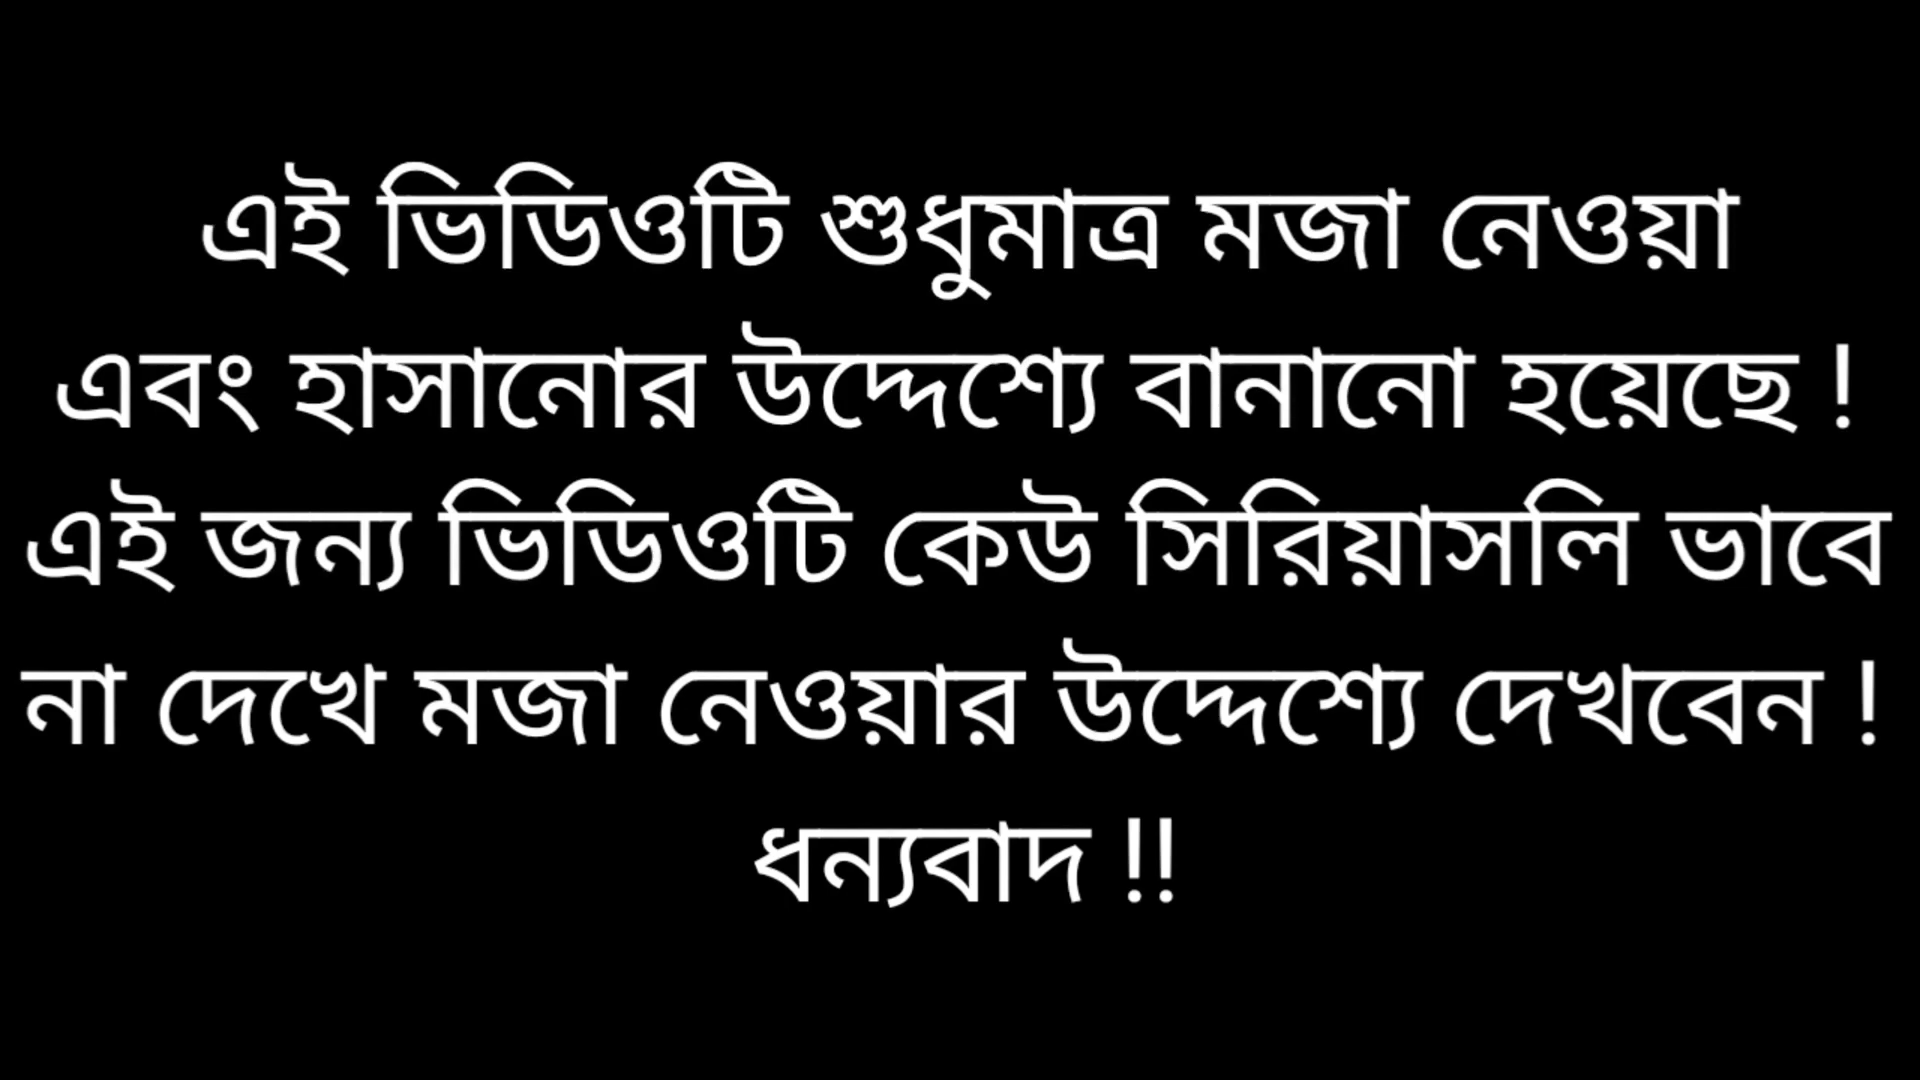 এই ভিডিওটি শুধুমাত্র মজা নেওয়া
এবং হাসানোর উদ্দেশ্যে বানানো হয়েছে !
এই জন্য ভিডিওটি কেউ সিরিয়াসলি ভাবে
না দেখে মজা নেওয়ার উদ্দেশ্যে দেখবেন !
ধন্যবাদ !!